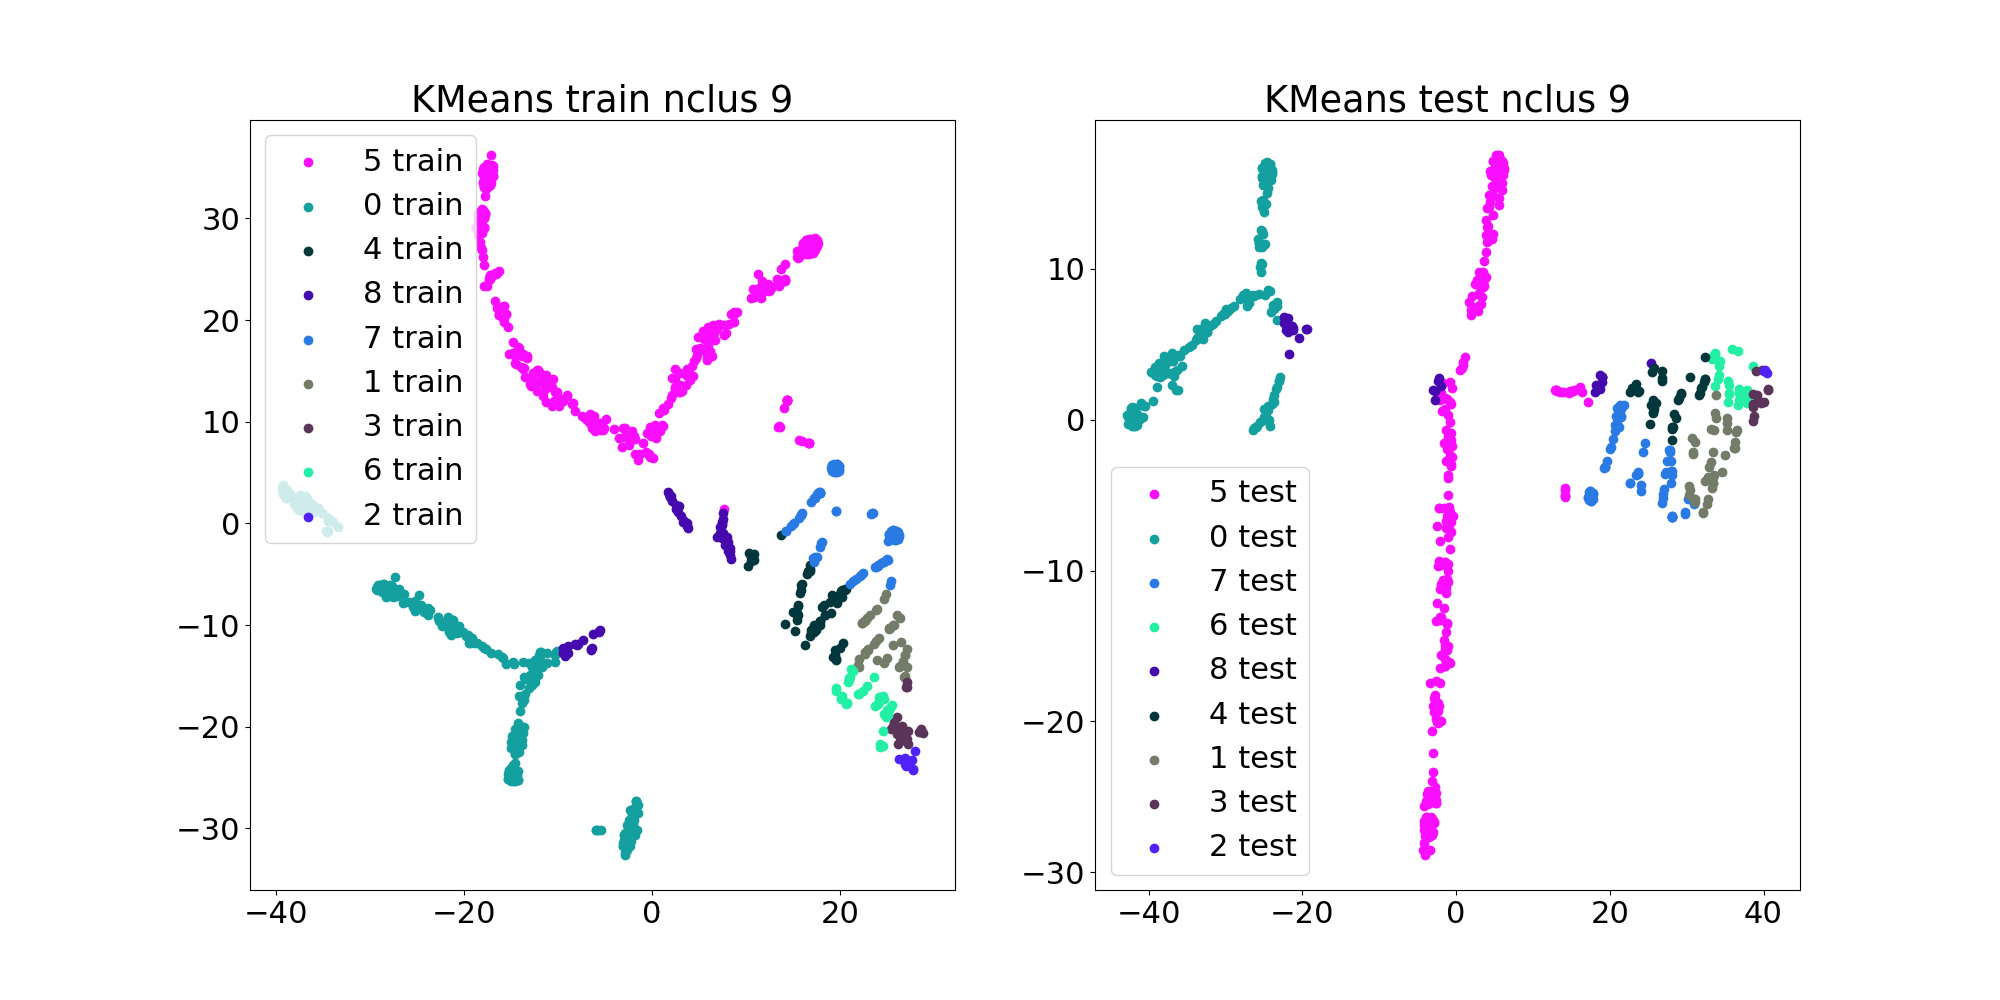 KMeans train nclus 9
5 train
0 train
4 train
8 train
7 train
1 train
3 train
6 train
2 train
30
20
10
0
−10
−20
−30
−40
−20
0
20
KMeans test nclus 9
10
0
−10
−20
−30
5 test
0 test
7 test
6 test
8 test
4 test
1 test
3 test
2 test
−40
−20
0
20
40